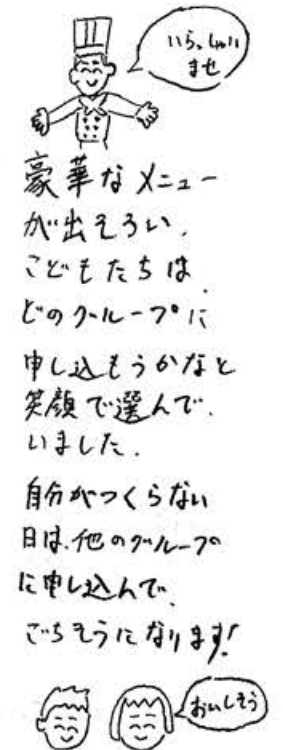 いらっしゃい
ませ
豪華なメニュー
が出そろい、
こどもたちは、
どのグループに
申し込もうかなと
笑顔で選んで、
いました。
自分がつくらない
日は、他のグループ
に申し込んで、
ごちそうになります!
おいしそう